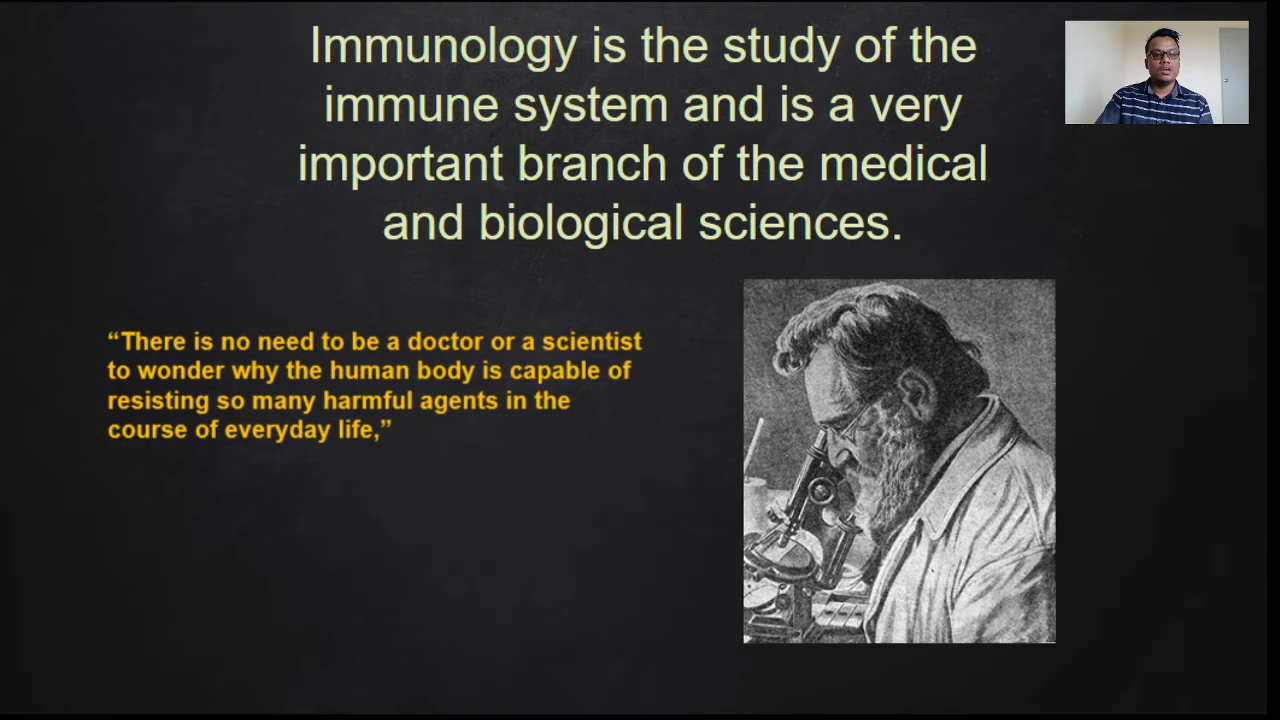 Immunology is the study of the
immune system and is a very
important branch of the medical
and biological sciences.
“There is no need to be a doctor or a scientist
to wonder why the human body is capable of
resisting so many harmful agents in the
course of everyday life,”